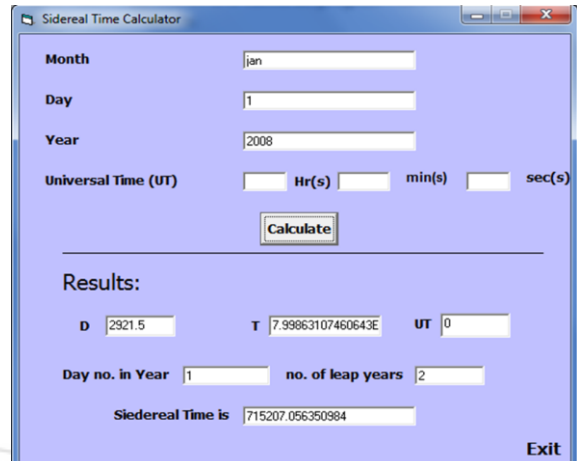 Sidereal Time Calculator
Month jan
Day 1
Year 2008
Universal Time (UT) Hr(s) min(s) sec(s)
Calculate
Results:
D 2921.5 T 7.99863107460643E UT 0
Day no. in Year 1 no. of leap years 2
Siedereal Time is 715207.056350984
Exit